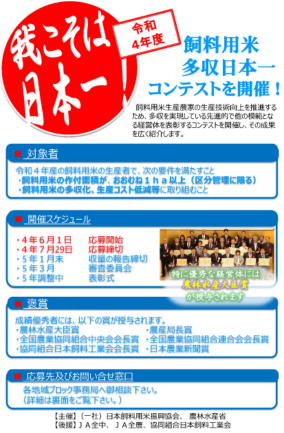 我こそは
日本一！
令和
４年度
飼料用米
多収日本一
コンテストを開催！
飼料用米生産農家の生産技術向上を推進する
ため、多収を実現している先進的で他の模範とな
る経営体を表彰するコンテストを開催し、その成果
を広く紹介します。
■ 対象者
令和４年産の飼料用米の生産者で、次の要件を満たすこと
・飼料用米の作付面積が、おおむね１ｈａ以上（区分管理に限る）
・飼料用米の多収化、生産コスト低減等に取り組むこと
■ 開催スケジュール
・４年６月１日 応募開始
・４年７月29日 応募締切
・５年１月末 収量の報告締切
・５年３月 審査委員会
・５年調整中 表彰式
特に優秀な経営体には
農林水産大臣賞
が授与されます
■ 褒賞
成績優秀者には、以下の賞が授与されます。
・農林水産大臣賞 ・農産局長賞
・全国農業協同組合中央会会長賞 ・全国農業協同組合連合会会長賞
・協同組合日本飼料工業会会長賞 ・日本農業新聞賞
■ 応募先及びお問い合せ窓口
各地域ブロック事務局へ御相談下さい。
（詳細は裏面をご覧下さい。）
【主催】（一社）日本飼料用米振興協会、 農林水産省
【後援】ＪＡ全中、ＪＡ全農、協同組合日本飼料工業会